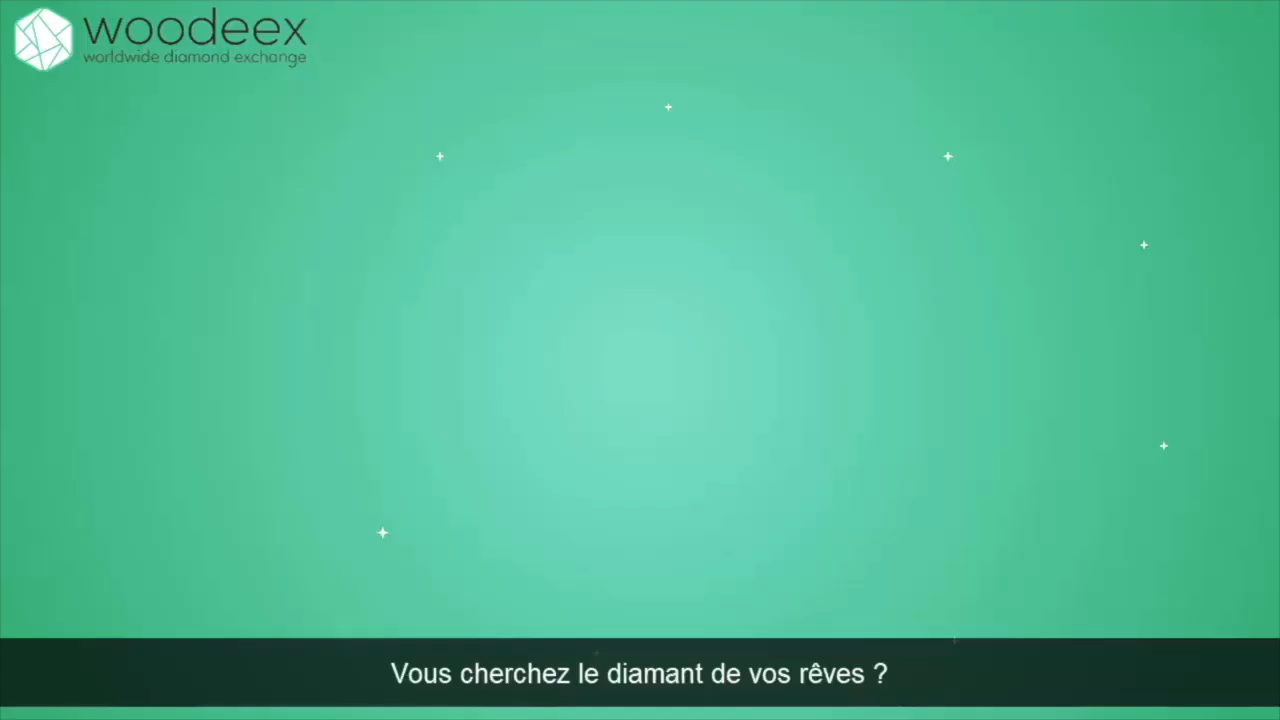 woodeex
worldwide diamond exchange
Vous cherchez le diamant de vos rêves ?